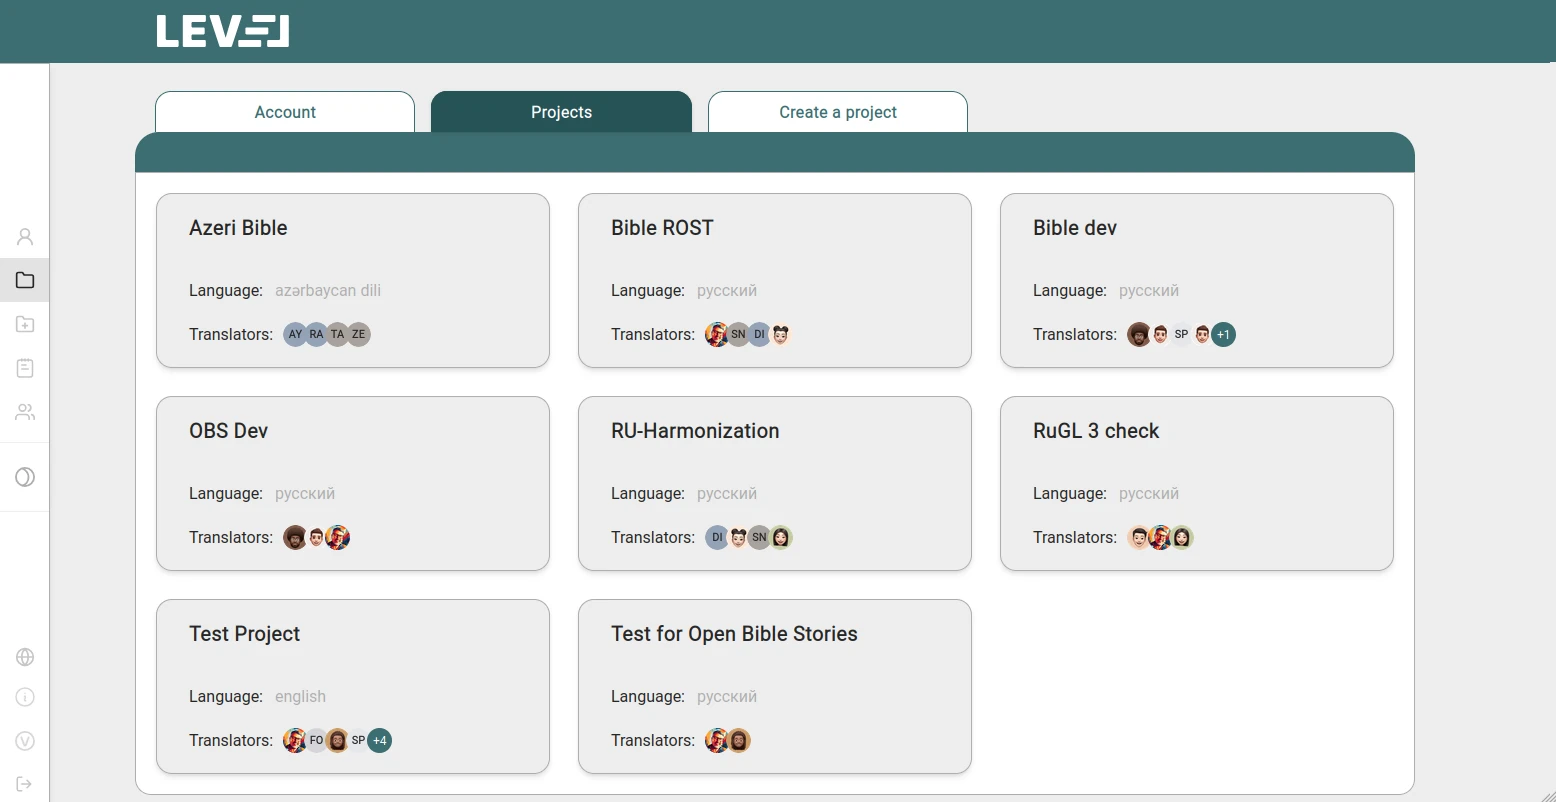 LEVEL
Account
Projects
Create a project
Azeri Bible
Language: azərbaycan dili
Translators: AY RA TA ZE
Bible ROST
Language: русский
Translators: SN DI
Bible dev
Language: русский
Translators: SP +1
OBS Dev
Language: русский
Translators:
RU-Harmonization
Language: русский
Translators: DI SN
RuGL 3 check
Language: русский
Translators:
Test Project
Language: english
Translators: FO SP +4
Test for Open Bible Stories
Language: русский
Translators: